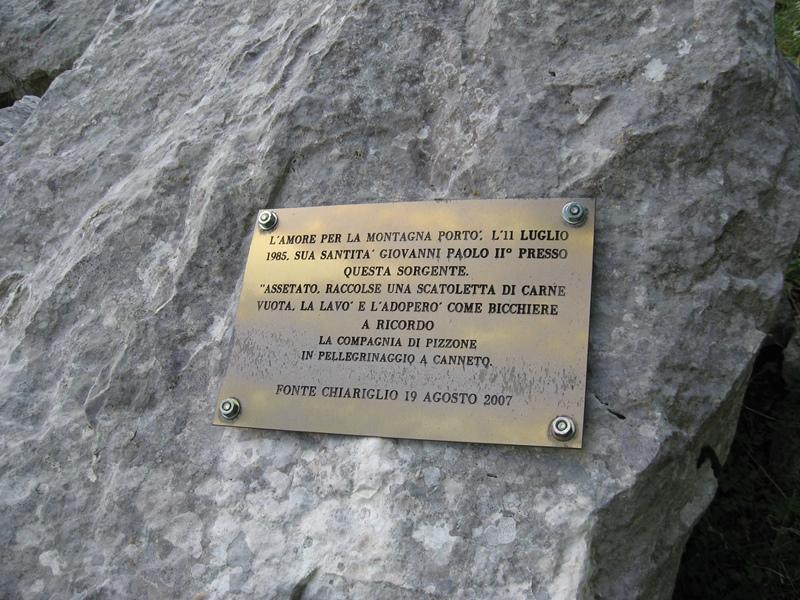 L'AMORE PER LA MONTAGNA PORTO', L'11 LUGLIO
1985, SUA SANTITA' GIOVANNI PAOLO II° PRESSO
QUESTA SORGENTE.
"ASSETATO, RACCOLSE UNA SCATOLETTA DI CARNE
VUOTA, LA LAVO' E L'ADOPERO' COME BICCHIERE
A RICORDO
LA COMPAGNIA DI PIZZONE
IN PELLEGRINAGGIO A CANNETO.
FONTE CHIARIGLIO 19 AGOSTO 2007